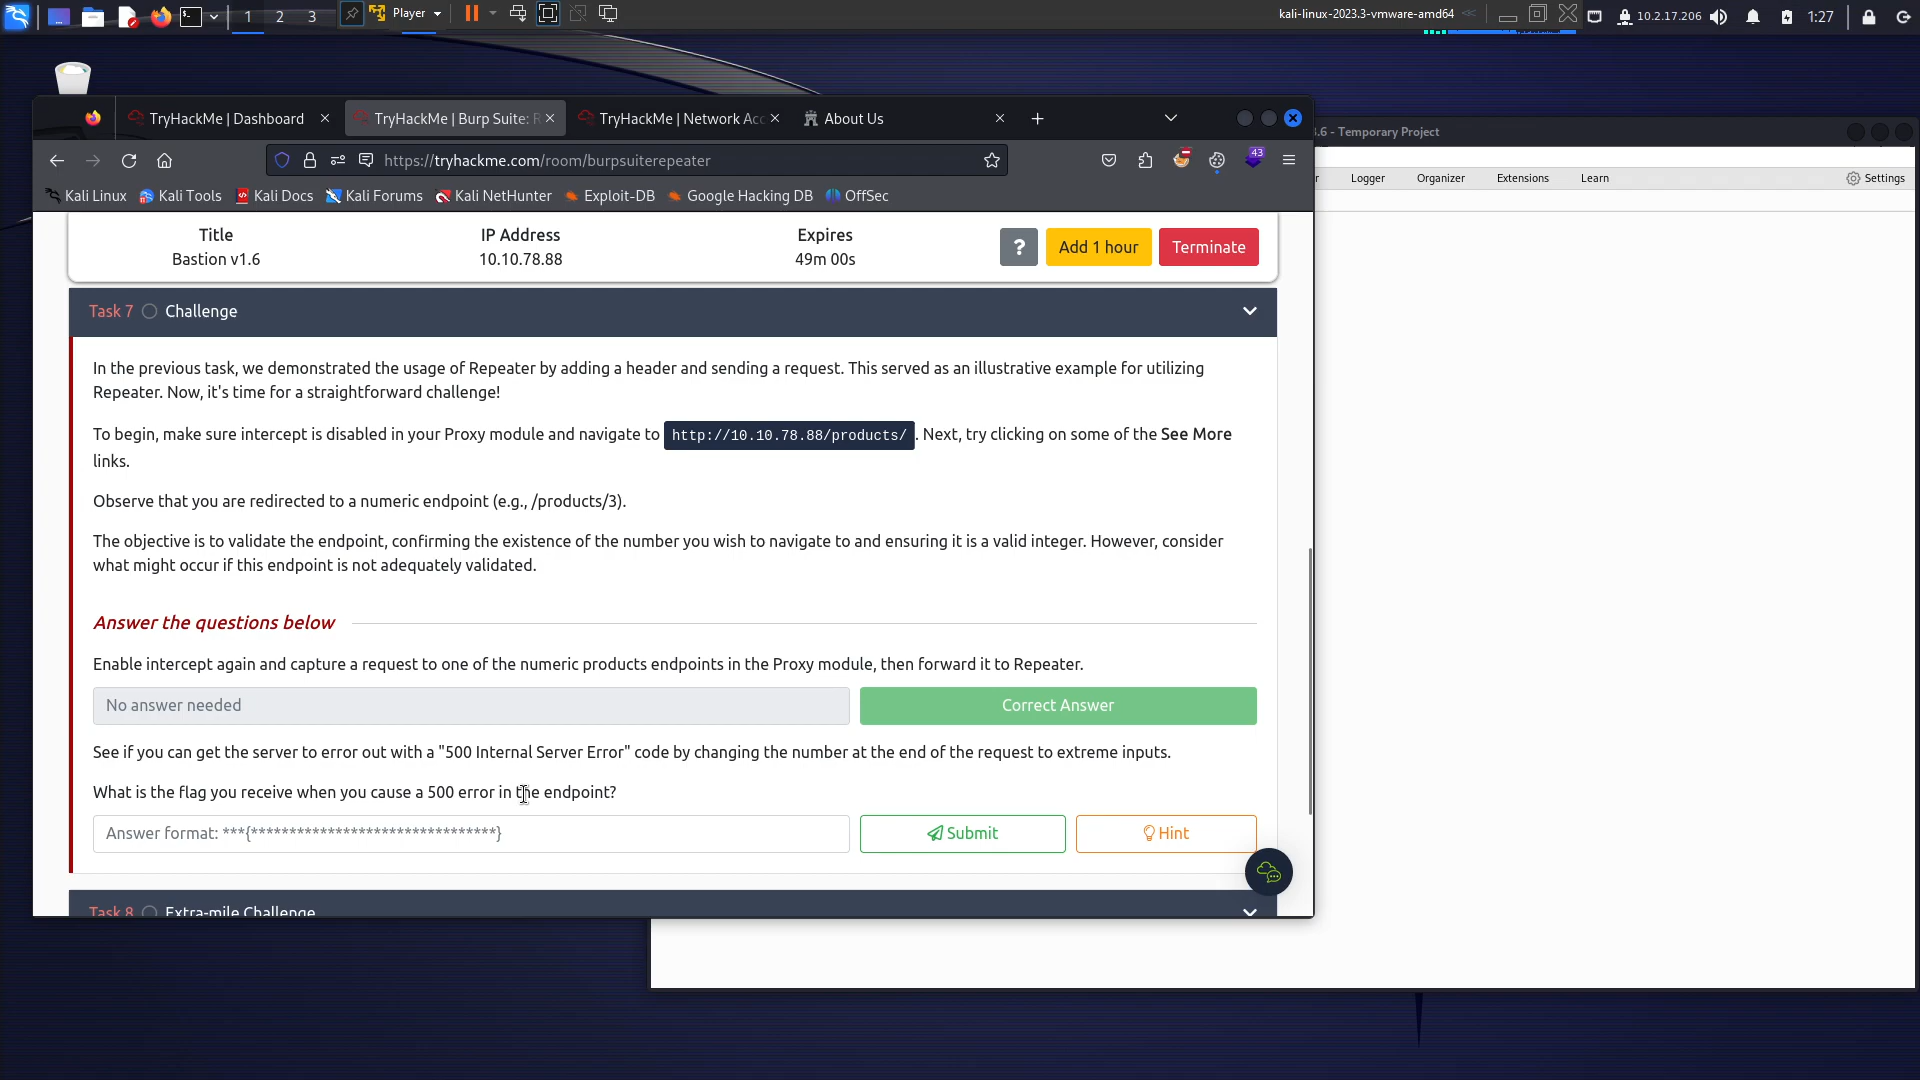 1 2 3 Player kali-linux-2023.3-vmware-amd64 10.2.17.206 1:27
TryHackMe | Dashboard TryHackMe | Burp Suite: R TryHackMe | Network Acc About Us
.6 - Temporary Project
https://tryhackme.com/room/burpsuiterepeater 43
r Logger Organizer Extensions Learn Settings
Kali Linux Kali Tools Kali Docs Kali Forums Kali NetHunter Exploit-DB Google Hacking DB OffSec
Title IP Address Expires
Bastion v1.6 10.10.78.88 49m 00s
? Add 1 hour Terminate
Task 7 Challenge
In the previous task, we demonstrated the usage of Repeater by adding a header and sending a request. This served as an illustrative example for utilizing
Repeater. Now, it's time for a straightforward challenge!
To begin, make sure intercept is disabled in your Proxy module and navigate to http://10.10.78.88/products/ . Next, try clicking on some of the See More
links.
Observe that you are redirected to a numeric endpoint (e.g., /products/3).
The objective is to validate the endpoint, confirming the existence of the number you wish to navigate to and ensuring it is a valid integer. However, consider
what might occur if this endpoint is not adequately validated.
Answer the questions below
Enable intercept again and capture a request to one of the numeric products endpoints in the Proxy module, then forward it to Repeater.
No answer needed Correct Answer
See if you can get the server to error out with a "500 Internal Server Error" code by changing the number at the end of the request to extreme inputs.
What is the flag you receive when you cause a 500 error in the endpoint?
Answer format: ***{********************************} Submit Hint
Task 8 Extra-mile Challenge